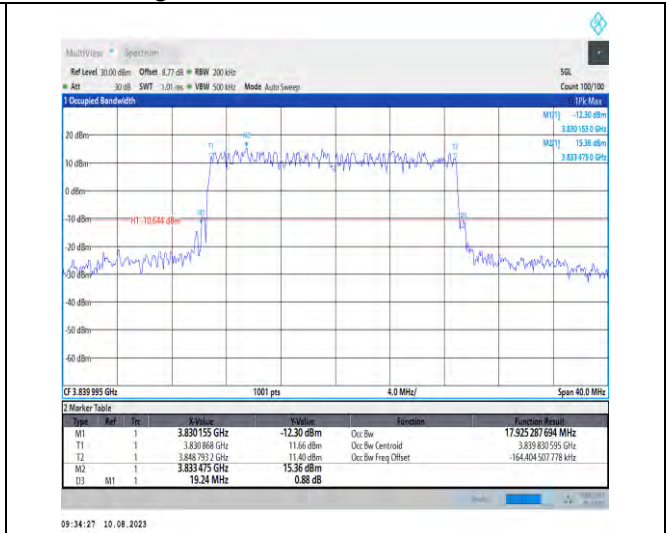 MultiView Spectrum
Ref Level 30.00 dBm Offset 8.77 dB RBW 200 kHz SGL
Att 30 dB SWT 1.01 ms VBW 500 kHz Mode Auto Sweep Count 100/100
1 Occupied Bandwidth 1Pk Max
M1[1] -12.30 dBm
3.830 155 0 GHz
M2[1] 15.36 dBm
3.833 475 0 GHz
20 dBm
T1 M2 T2
10 dBm
0 dBm
-10 dBm
H1 -10.644 dBm
-20 dBm
-30 dBm
-40 dBm
-50 dBm
-60 dBm
CF 3.839 995 GHz 1001 pts 4.0 MHz/ Span 40.0 MHz
2 Marker Table
Type Ref Trc X-Value Y-Value Function Function Result
M1 1 3.830155 GHz -12.30 dBm Occ Bw 17.925 287 694 MHz
T1 1 3.830 868 GHz 11.66 dBm Occ Bw Centroid 3.839 830 595 GHz
T2 1 3.848 793 2 GHz 11.40 dBm Occ Bw Freq Offset -164.404 507 778 kHz
M2 1 3.833475 GHz 15.36 dBm
D3 M1 1 19.24 MHz 0.88 dB
09:34:27 10.08.2023